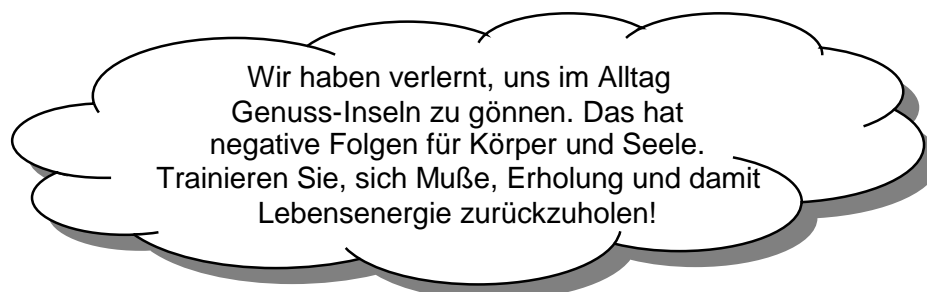 Wir haben verlernt, uns im Alltag
Genuss-Inseln zu gönnen. Das hat
negative Folgen für Körper und Seele.
Trainieren Sie, sich Muße, Erholung und damit
Lebensenergie zurückzuholen!